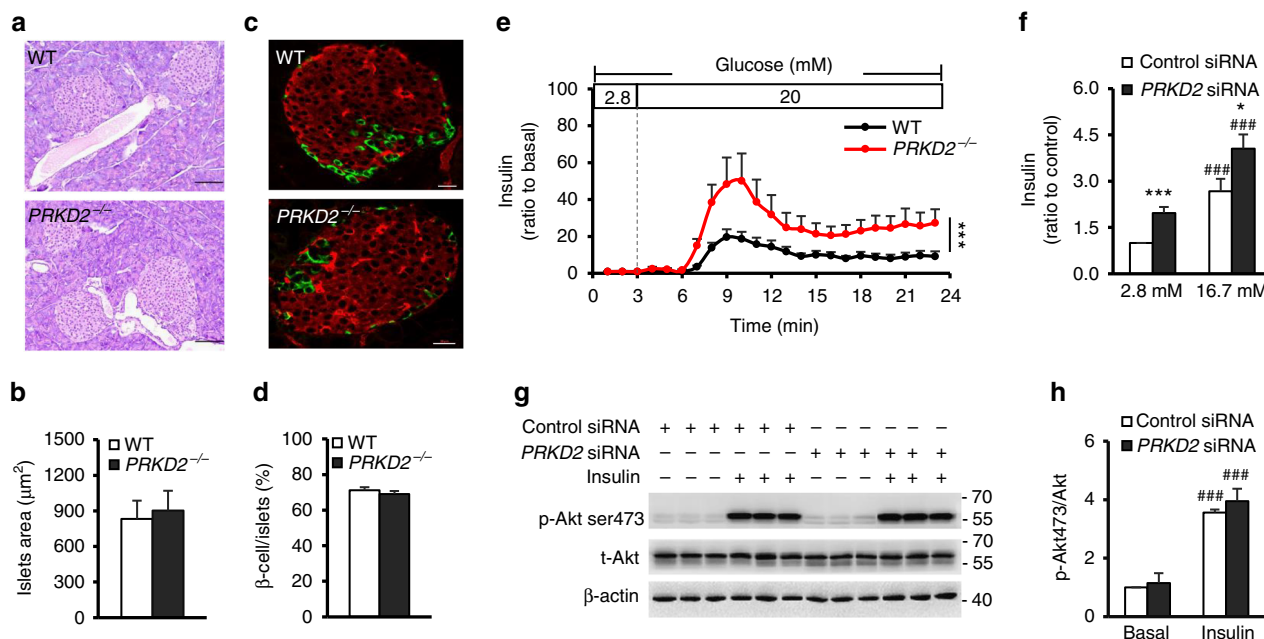 a
WT
PRKD2−/−
c
WT
PRKD2−/−
e
Glucose (mM)
2.8
20
WT
PRKD2−/−
Insulin
(ratio to basal)
100
80
60
40
20
0
***
0 3 6 9 12 15 18 21 24
Time (min)
f
Control siRNA
PRKD2 siRNA
Insulin
(ratio to control)
6.0
4.5
3.0
1.5
0.0
***
###
*
###
2.8 mM 16.7 mM
b
Islets area (μm2)
1500
1200
900
600
300
0
WT
PRKD2−/−
d
β-cell/islets (%)
100
80
60
40
20
0
WT
PRKD2−/−
g
Control siRNA + + + + + + − − − − − −
PRKD2 siRNA − − − − − − + + + + + +
Insulin − − − + + + − − − + + +
p-Akt ser473
- 70
- 55
t-Akt
- 70
- 55
β-actin
- 40
h
Control siRNA
PRKD2 siRNA
p-Akt473/Akt
6
4
2
0
###
###
Basal Insulin